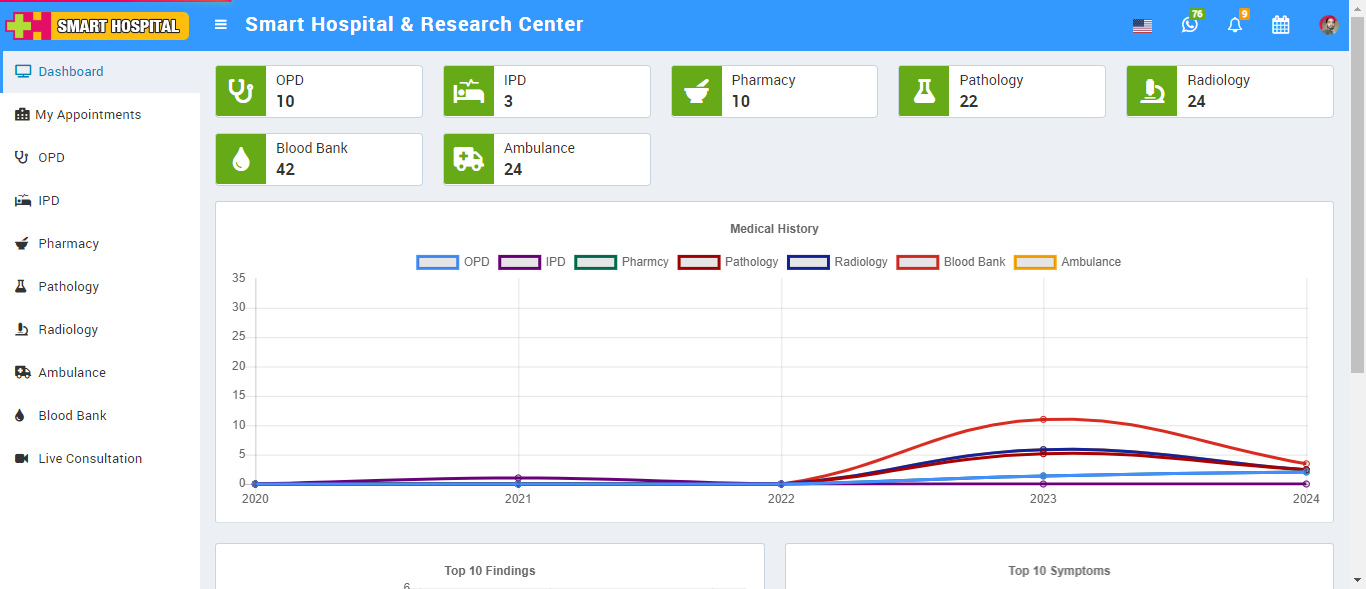 SMART HOSPITAL
Smart Hospital & Research Center
76
9
Dashboard
My Appointments
OPD
IPD
Pharmacy
Pathology
Radiology
Ambulance
Blood Bank
Live Consultation
OPD
10
IPD
3
Pharmacy
10
Pathology
22
Radiology
24
Blood Bank
42
Ambulance
24
Medical History
OPD IPD Pharmcy Pathology Radiology Blood Bank Ambulance
35
30
25
20
15
10
5
0
2020 2021 2022 2023 2024
Top 10 Findings
6
Top 10 Symptoms